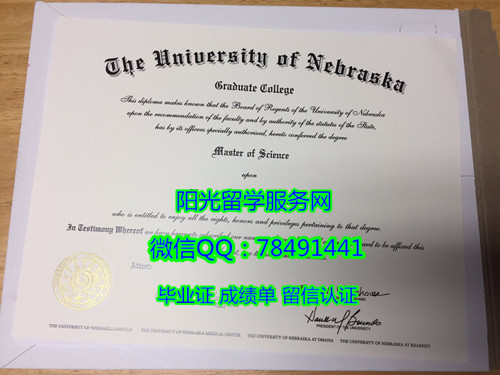 The University of Nebraska
Graduate College
This diploma makes known that the Board of Regents of the University of Nebraska
upon the recommendation of the faculty and by authority of the statutes of the State,
has by its officers specially authorized, hereto conferred the degree
Master of Science
upon
阳光留学服务网
who is entitled to enjoy all the rights, honors and privileges pertaining to that degree.
In Testimony Whereof we have hereunto subscribed our
微信QQ：78491441
Attest:
毕业证 成绩单 留信认证
PRESIDENT OF THE UNIVERSITY
THE UNIVERSITY OF NEBRASKA-LINCOLN THE UNIVERSITY OF NEBRASKA MEDICAL CENTER THE UNIVERSITY OF NEBRASKA AT OMAHA THE UNIVERSITY OF NEBRASKA AT KEARNEY